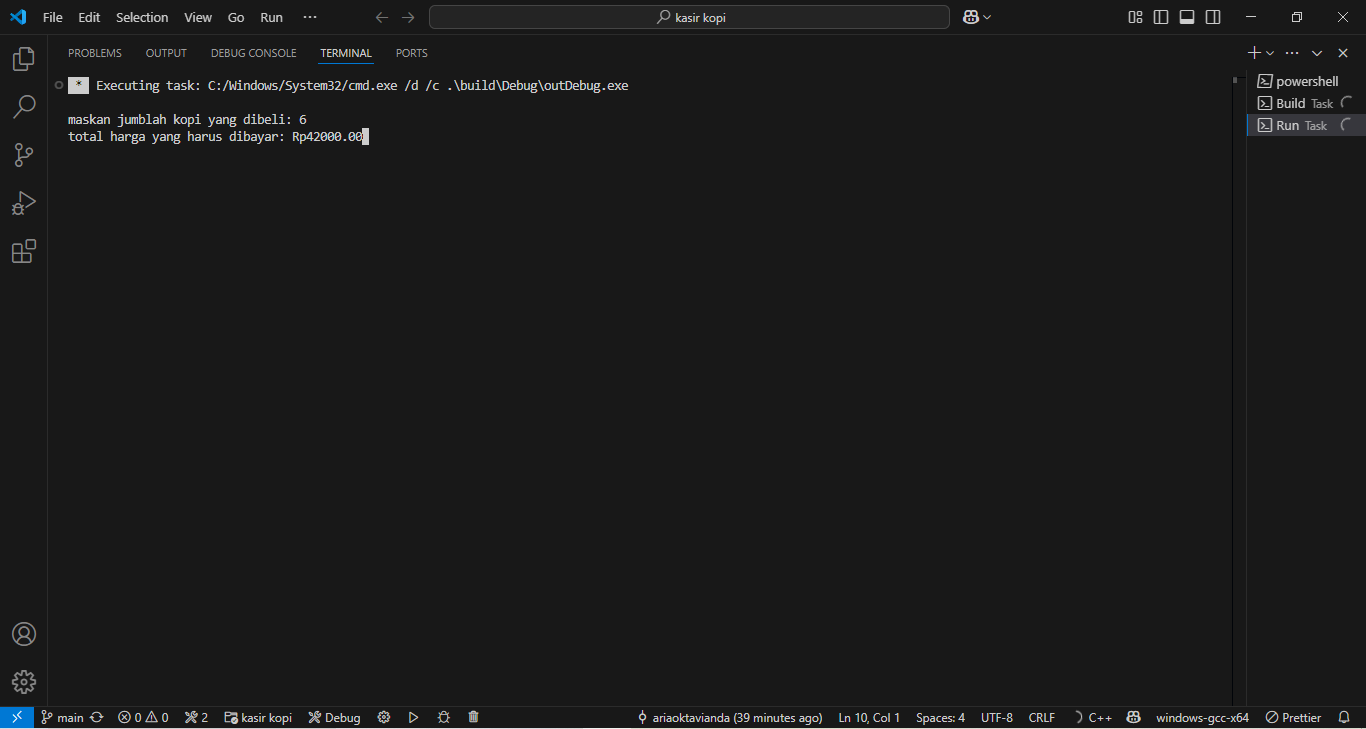 File Edit Selection View Go Run ···
kasir kopi
PROBLEMS OUTPUT DEBUG CONSOLE TERMINAL PORTS
* Executing task: C:/Windows/System32/cmd.exe /d /c .\build\Debug\outDebug.exe
maskan jumlah kopi yang dibeli: 6
total harga yang harus dibayar: Rp42000.00
powershell
Build Task
Run Task
main 0 0 2 kasir kopi Debug ariaoktavianda (39 minutes ago) Ln 10, Col 1 Spaces: 4 UTF-8 CRLF C++ windows-gcc-x64 Prettier